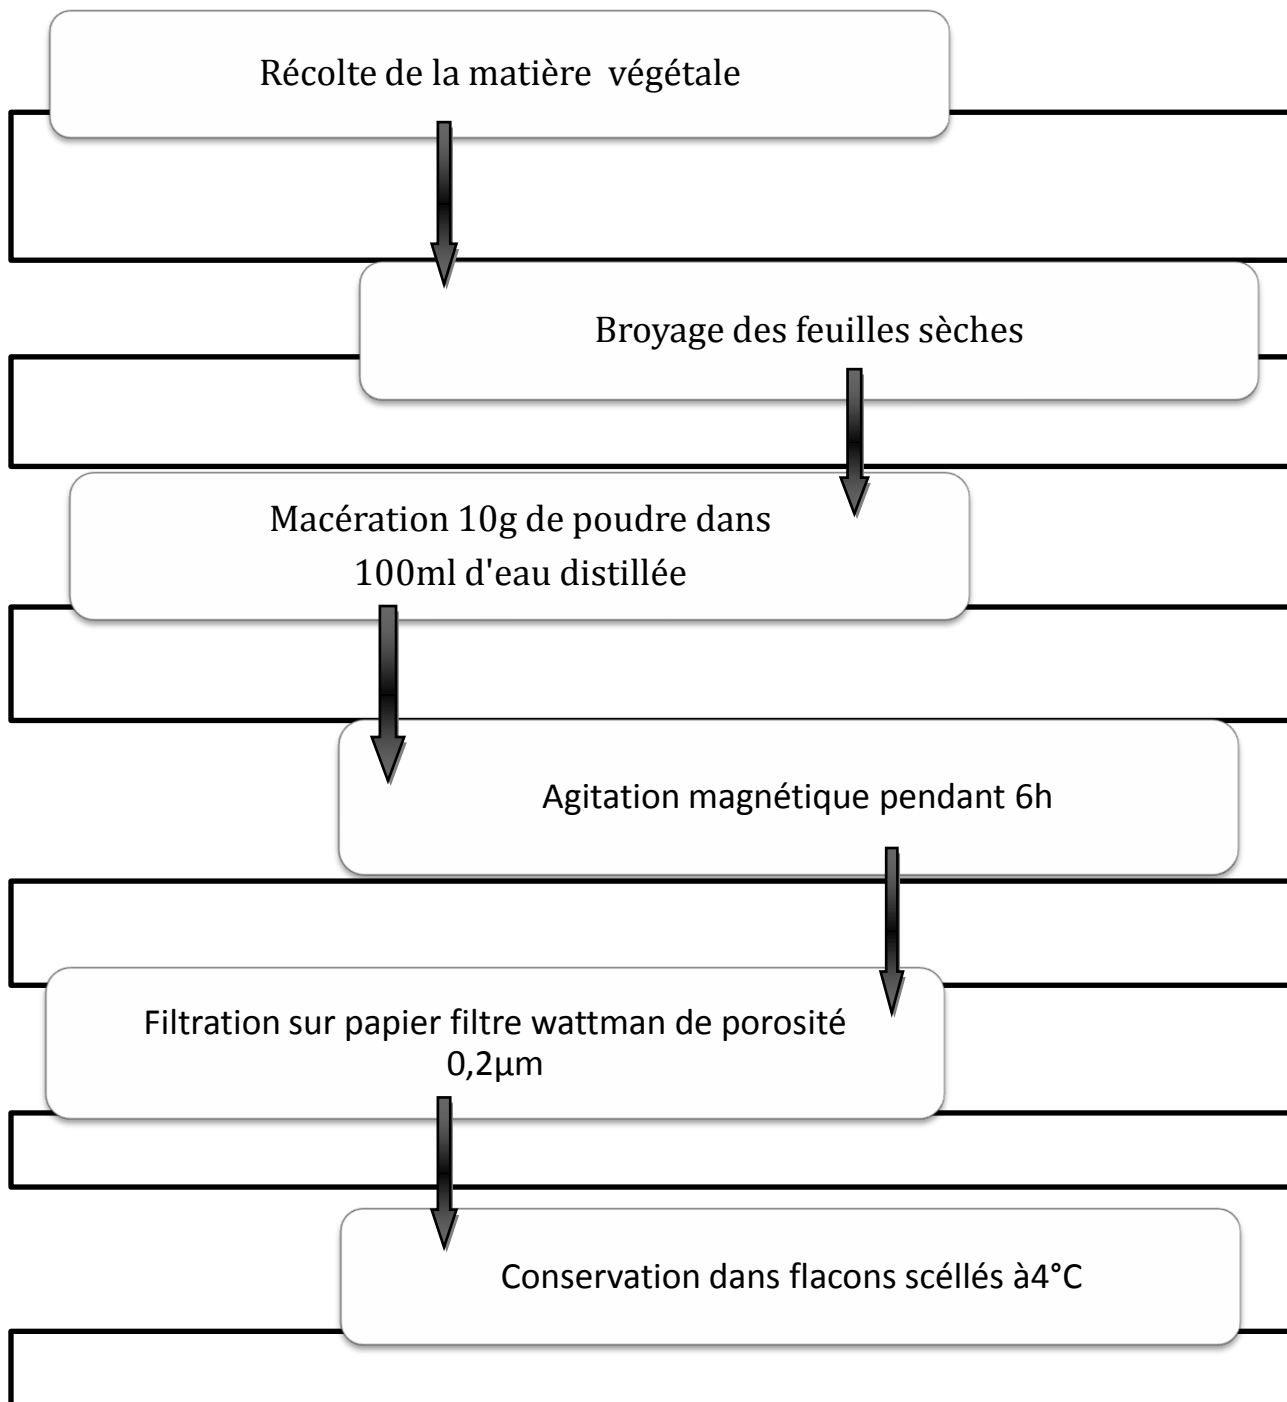 Récolte de la matière végétale
Broyage des feuilles sèches
Macération 10g de poudre dans
100ml d'eau distillée
Agitation magnétique pendant 6h
Filtration sur papier filtre wattman de porosité
0,2µm
Conservation dans flacons scéllés à4°C